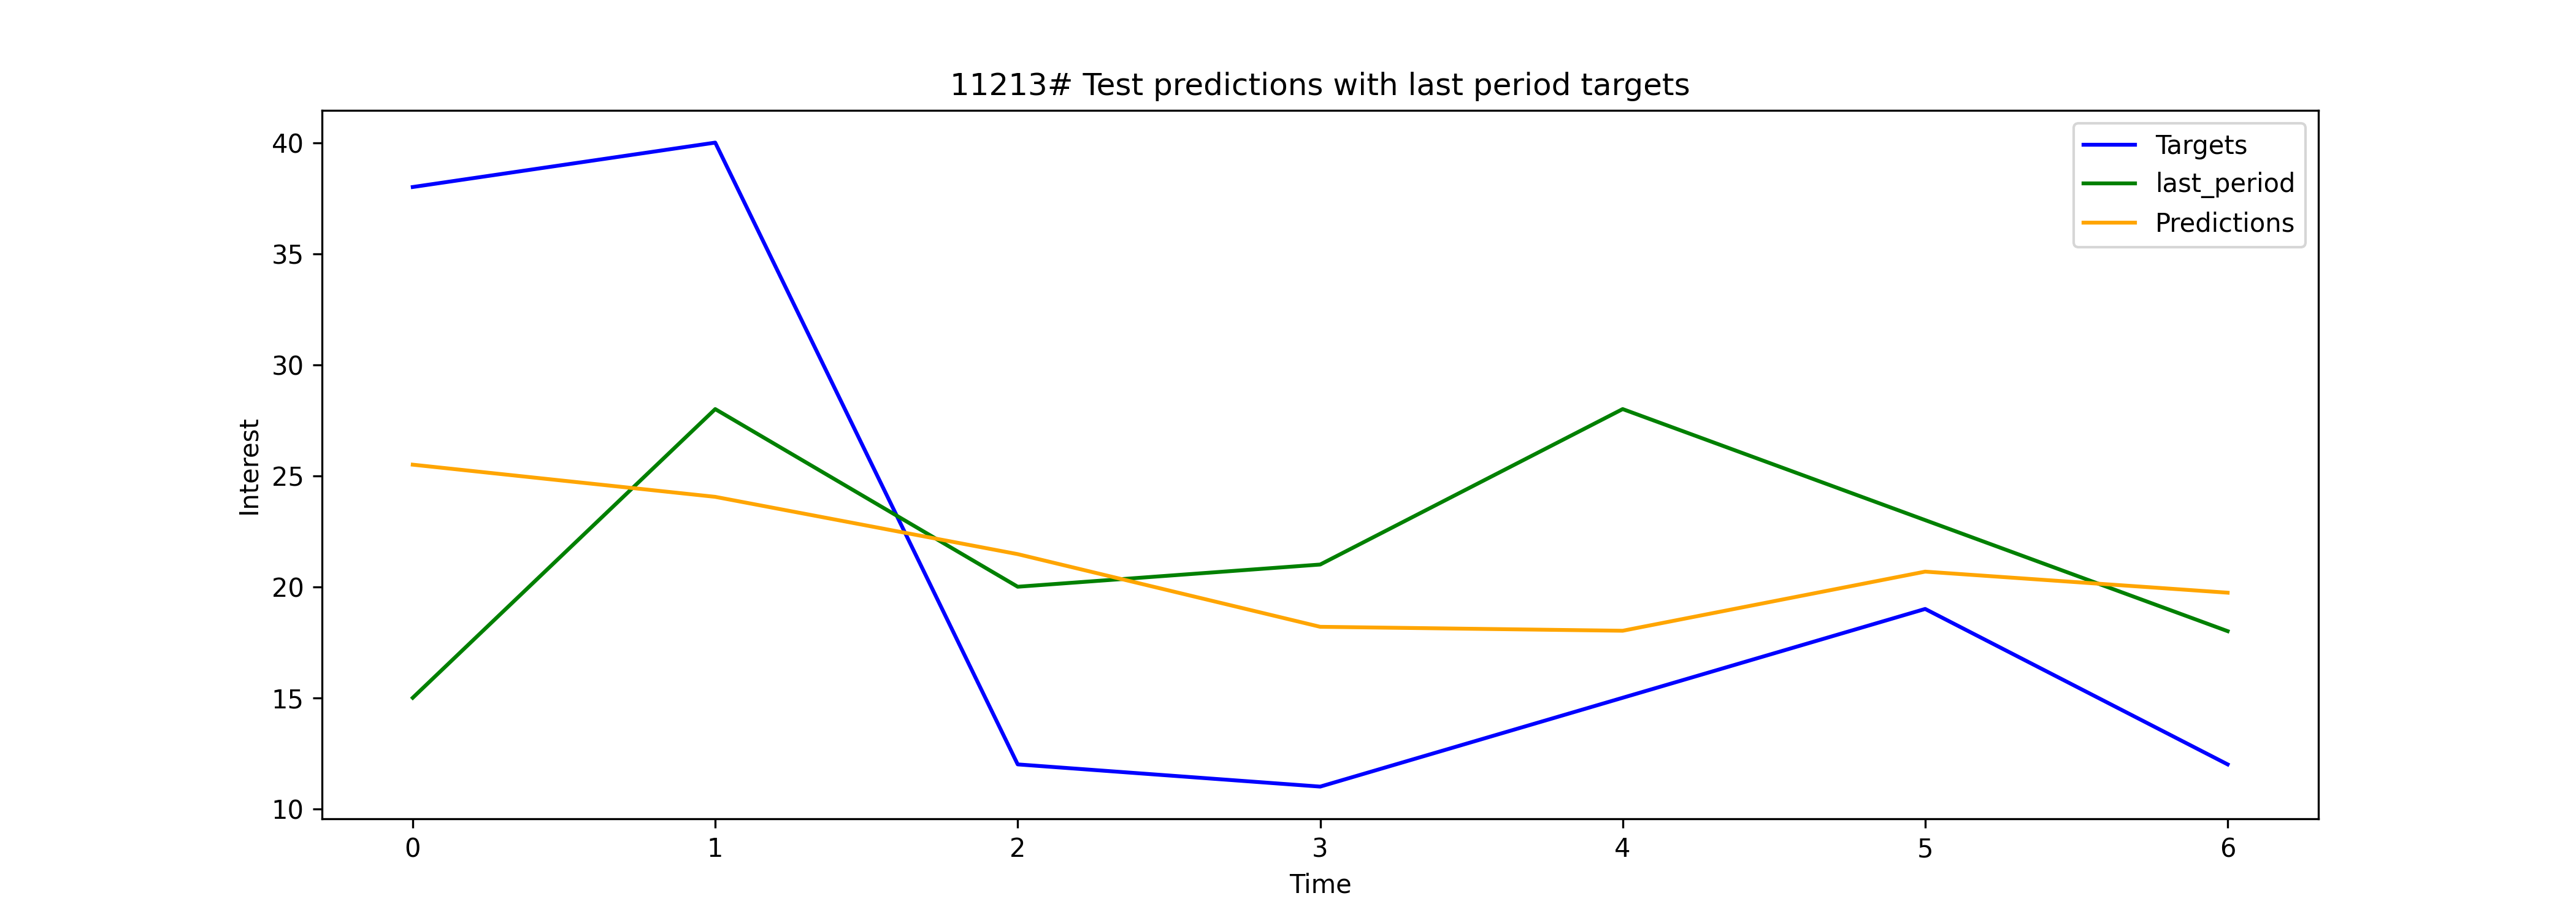 11213# Test predictions with last period targets
Targets
last_period
Predictions
40
35
30
25
20
15
10
Interest
0 1 2 3 4 5 6
Time